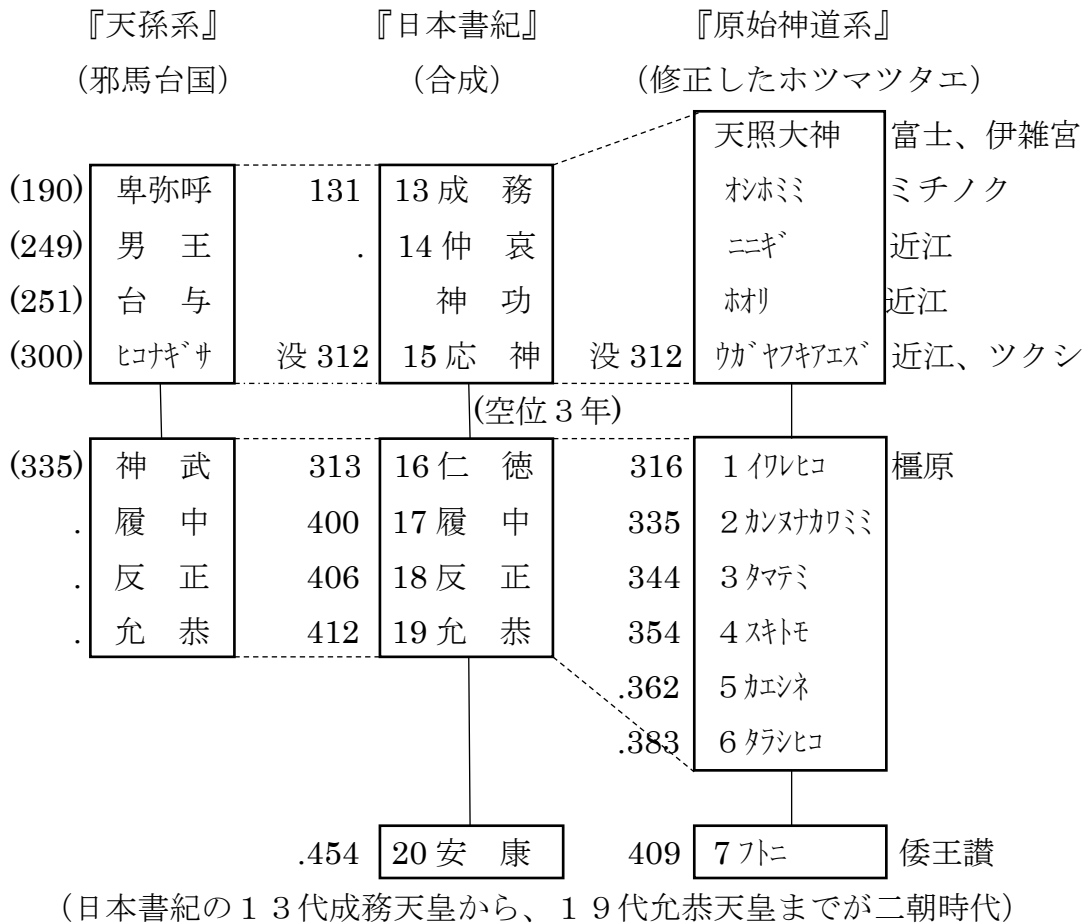 『天孫系』 『日本書紀』 『原始神道系』
(邪馬台国) (合成) (修正したホツマツタエ)
天照大神 富士、伊雑宮
(190) 卑弥呼 131 13成 務 オシホミミ ミチノク
(249) 男 王 . 14仲 哀 ニニギ 近江
(251) 台 与 神 功 ホオリ 近江
(300) ヒコナギサ 没312 15応 神 没312 ウガヤフキアエズ 近江、ツクシ
(空位3年)
(335) 神 武 313 16仁 徳 316 1イワレヒコ 橿原
. 履 中 400 17履 中 335 2カンヌナカワミミ
. 反 正 406 18反 正 344 3タマテミ
. 允 恭 412 19允 恭 354 4スキトモ
.362 5カエシネ
.383 6タラシヒコ
.454 20安 康 409 7フトニ 倭王讃
(日本書紀の13代成務天皇から、19代允恭天皇までが二朝時代)